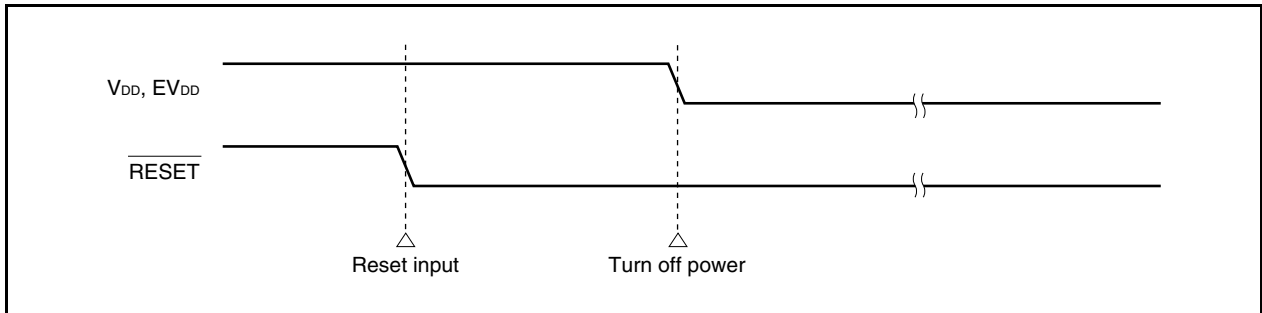 VDD, EVDD
RESET
Reset input
Turn off power